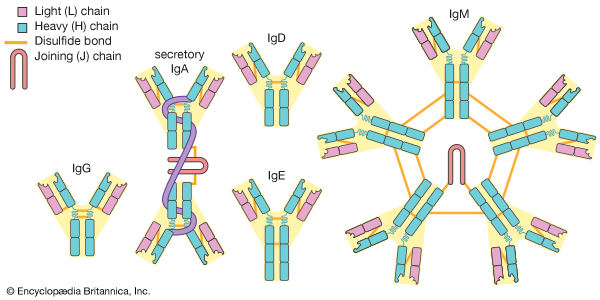 Light (L) chain
Heavy (H) chain
Disulfide bond
Joining (J) chain
secretory
IgA
IgD
IgM
IgG
IgE
© Encyclopædia Britannica, Inc.